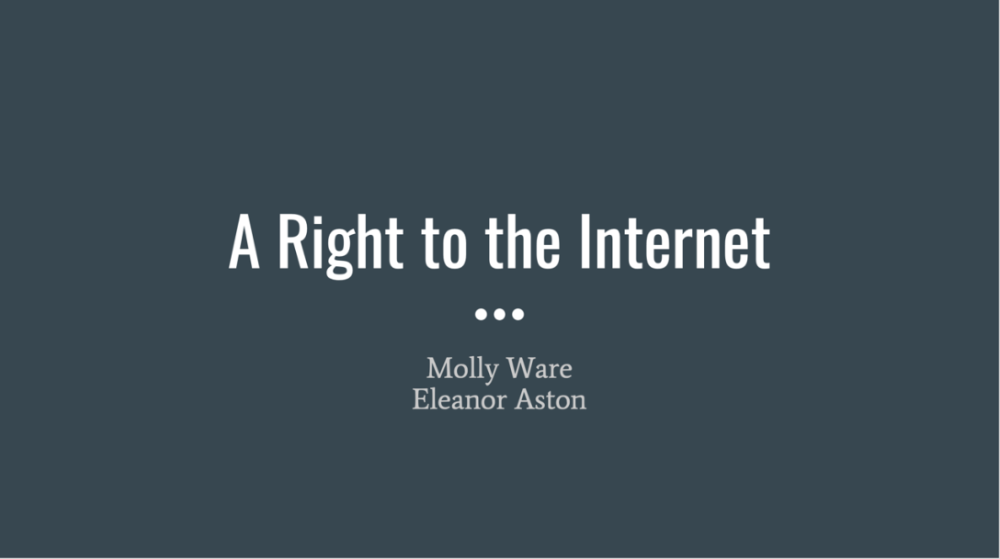 A Right to the Internet
Molly Ware
Eleanor Aston